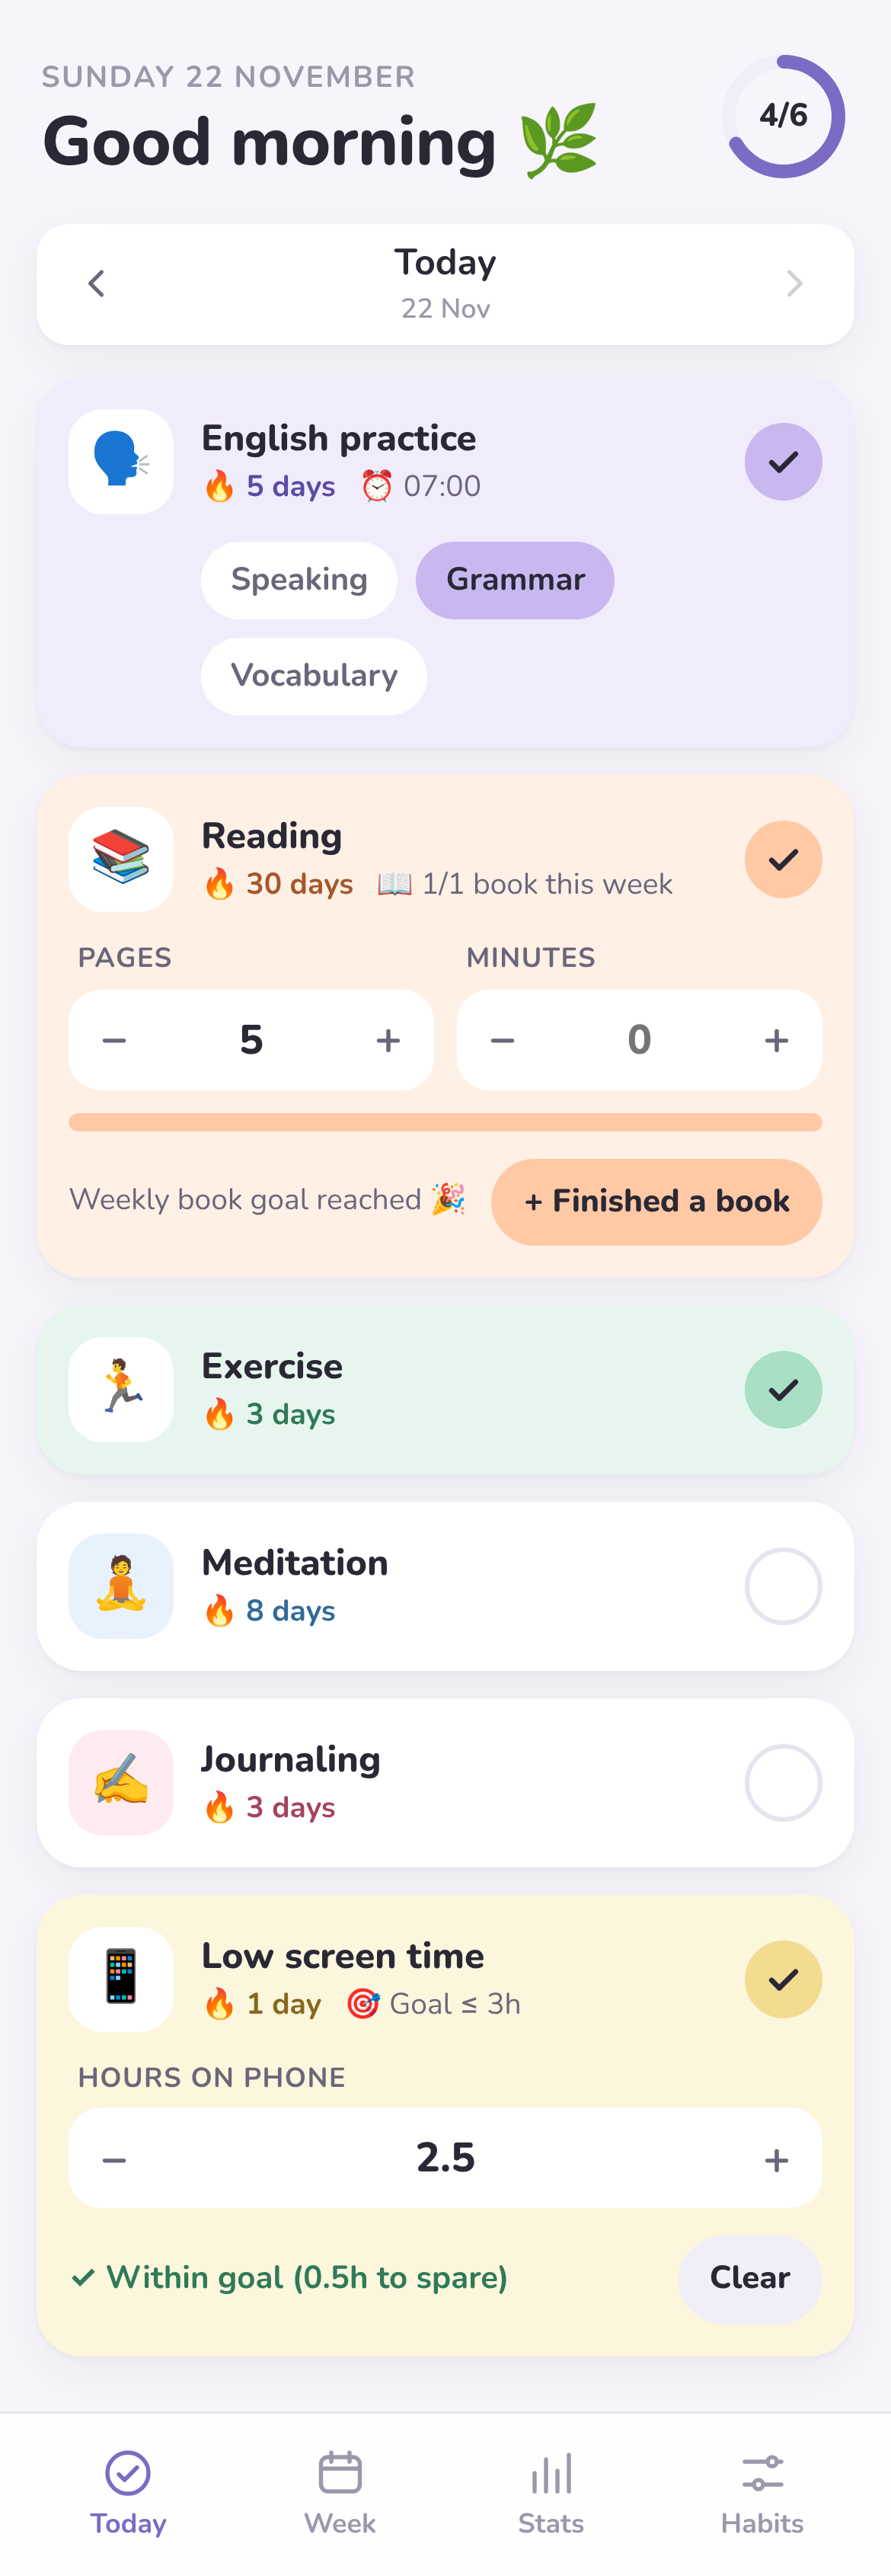 SUNDAY 22 NOVEMBER
Good morning 🌿
4/6
Today
22 Nov
English practice
🔥 5 days ⏰ 07:00
Speaking Grammar
Vocabulary
Reading
🔥 30 days 📖 1/1 book this week
PAGES MINUTES
− 5 + − 0 +
Weekly book goal reached 🎉 + Finished a book
Exercise
🔥 3 days
Meditation
🔥 8 days
Journaling
🔥 3 days
Low screen time
🔥 1 day 🎯 Goal ≤ 3h
HOURS ON PHONE
− 2.5 +
✓ Within goal (0.5h to spare) Clear
Today Week Stats Habits